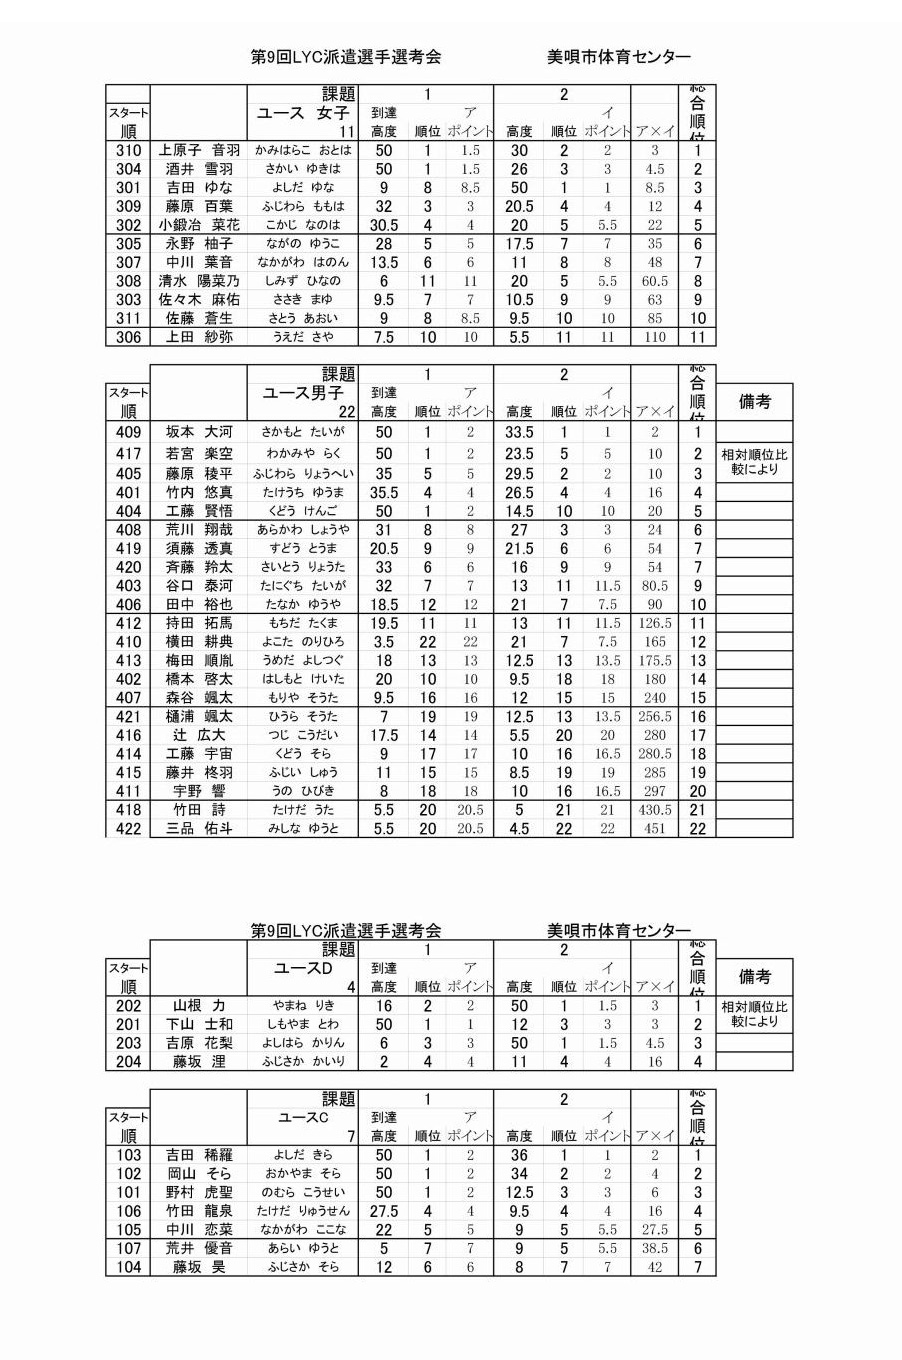 第9回LYC派遣選手選考会 美唄市体育センター
課題 1 2 総合順位
スタート順 ユース 女子 到達 ア イ
11 高度 順位 ポイント 高度 順位 ポイント ア×イ
310 上原子 音羽 かみはらこ おとは 50 1 1.5 30 2 2 3 1
304 酒井 雪羽 さかい ゆきは 50 1 1.5 26 3 3 4.5 2
301 吉田 ゆな よしだ ゆな 9 8 8.5 50 1 1 8.5 3
309 藤原 百葉 ふじわら ももは 32 3 3 20.5 4 4 12 4
302 小鍛冶 菜花 こかじ なのは 30.5 4 4 20 5 5.5 22 5
305 永野 柚子 ながの ゆうこ 28 5 5 17.5 7 7 35 6
307 中川 葉音 なかがわ はのん 13.5 6 6 11 8 8 48 7
308 清水 陽菜乃 しみず ひなの 6 11 11 20 5 5.5 60.5 8
303 佐々木 麻佑 ささき まゆ 9.5 7 7 10.5 9 9 63 9
311 佐藤 蒼生 さとう あおい 9 8 8.5 9.5 10 10 85 10
306 上田 紗弥 うえだ さや 7.5 10 10 5.5 11 11 110 11
課題 1 2 総合順位
スタート順 ユース男子 到達 ア イ 備考
22 高度 順位 ポイント 高度 順位 ポイント ア×イ
409 坂本 大河 さかもと たいが 50 1 2 33.5 1 1 2 1
417 若宮 楽空 わかみや らく 50 1 2 23.5 5 5 10 2 相対順位比
405 藤原 稜平 ふじわら りょうへい 35 5 5 29.5 2 2 10 3 較により
401 竹内 悠真 たけうち ゆうま 35.5 4 4 26.5 4 4 16 4
404 工藤 賢悟 くどう けんご 50 1 2 14.5 10 10 20 5
408 荒川 翔哉 あらかわ しょうや 31 8 8 27 3 3 24 6
419 須藤 透真 すどう とうま 20.5 9 9 21.5 6 6 54 7
420 斉藤 羚太 さいとう りょうた 33 6 6 16 9 9 54 7
403 谷口 泰河 たにぐち たいが 32 7 7 13 11 11.5 80.5 9
406 田中 裕也 たなか ゆうや 18.5 12 12 21 7 7.5 90 10
412 持田 拓馬 もちだ たくま 19.5 11 11 13 11 11.5 126.5 11
410 横田 耕典 よこた のりひろ 3.5 22 22 21 7 7.5 165 12
413 梅田 順胤 うめだ よしつぐ 18 13 13 12.5 13 13.5 175.5 13
402 橋本 啓太 はしもと けいた 20 10 10 9.5 18 18 180 14
407 森谷 颯太 もりや そうた 9.5 16 16 12 15 15 240 15
421 樋浦 颯太 ひうら そうた 7 19 19 12.5 13 13.5 256.5 16
416 辻 広大 つじ こうだい 17.5 14 14 5.5 20 20 280 17
414 工藤 宇宙 くどう そら 9 17 17 10 16 16.5 280.5 18
415 藤井 柊羽 ふじい しゅう 11 15 15 8.5 19 19 285 19
411 宇野 響 うの ひびき 8 18 18 10 16 16.5 297 20
418 竹田 詩 たけだ うた 5.5 20 20.5 5 21 21 430.5 21
422 三品 佑斗 みしな ゆうと 5.5 20 20.5 4.5 22 22 451 22
第9回LYC派遣選手選考会 美唄市体育センター
課題 1 2 総合順位
スタート順 ユースD 到達 ア イ 備考
4 高度 順位 ポイント 高度 順位 ポイント ア×イ
202 山根 力 やまね りき 16 2 2 50 1 1.5 3 1 相対順位比
201 下山 士和 しもやま とわ 50 1 1 12 3 3 3 2 較により
203 吉原 花梨 よしはら かりん 6 3 3 50 1 1.5 4.5 3
204 藤坂 浬 ふじさか かいり 2 4 4 11 4 4 16 4
課題 1 2 総合順位
スタート順 ユースC 到達 ア イ
7 高度 順位 ポイント 高度 順位 ポイント ア×イ
103 吉田 稀羅 よしだ きら 50 1 2 36 1 1 2 1
102 岡山 そら おかやま そら 50 1 2 34 2 2 4 2
101 野村 虎聖 のむら こうせい 50 1 2 12.5 3 3 6 3
106 竹田 龍泉 たけだ りゅうせん 27.5 4 4 9.5 4 4 16 4
105 中川 恋菜 なかがわ ここな 22 5 5 9 5 5.5 27.5 5
107 荒井 優音 あらい ゆうと 5 7 7 9 5 5.5 38.5 6
104 藤坂 昊 ふじさか そら 12 6 6 8 7 7 42 7